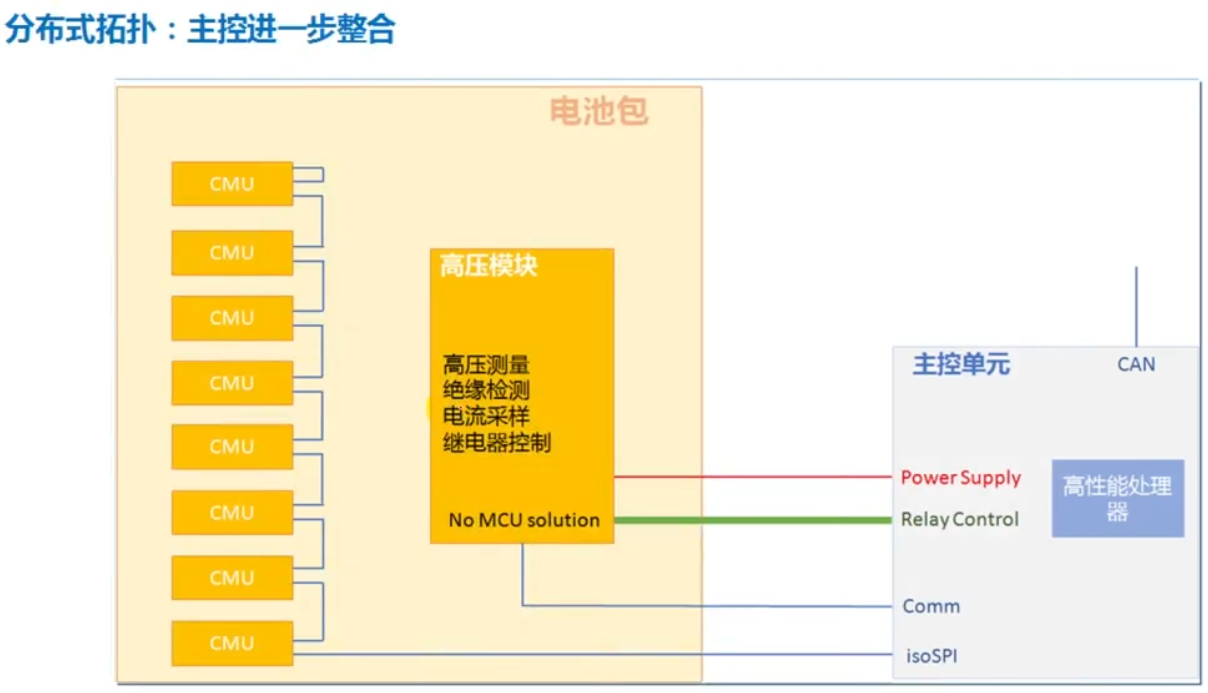 分布式拓扑：主控进一步整合
电池包
CMU
CMU
CMU
CMU
CMU
CMU
CMU
CMU
高压模块
高压测量
绝缘检测
电流采样
继电器控制
No MCU solution
主控单元
CAN
Power Supply
Relay Control
高性能处理
器
Comm
isoSPI